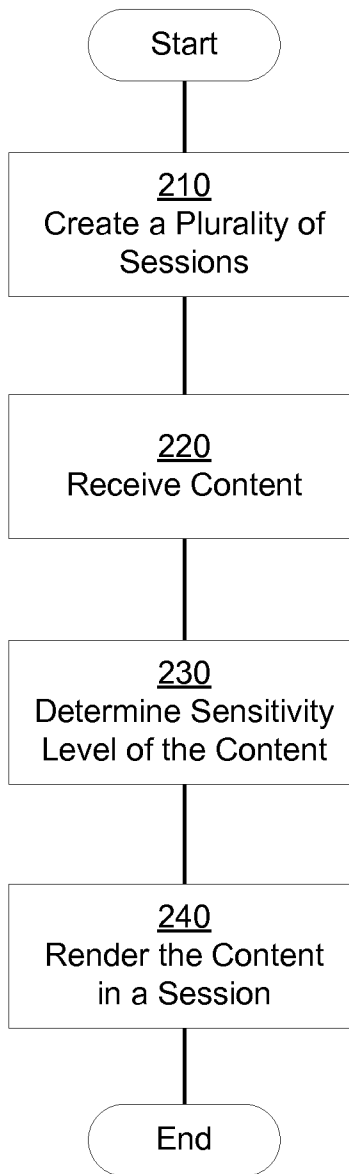 Start
210
Create a Plurality of
Sessions
220
Receive Content
230
Determine Sensitivity
Level of the Content
240
Render the Content
in a Session
End